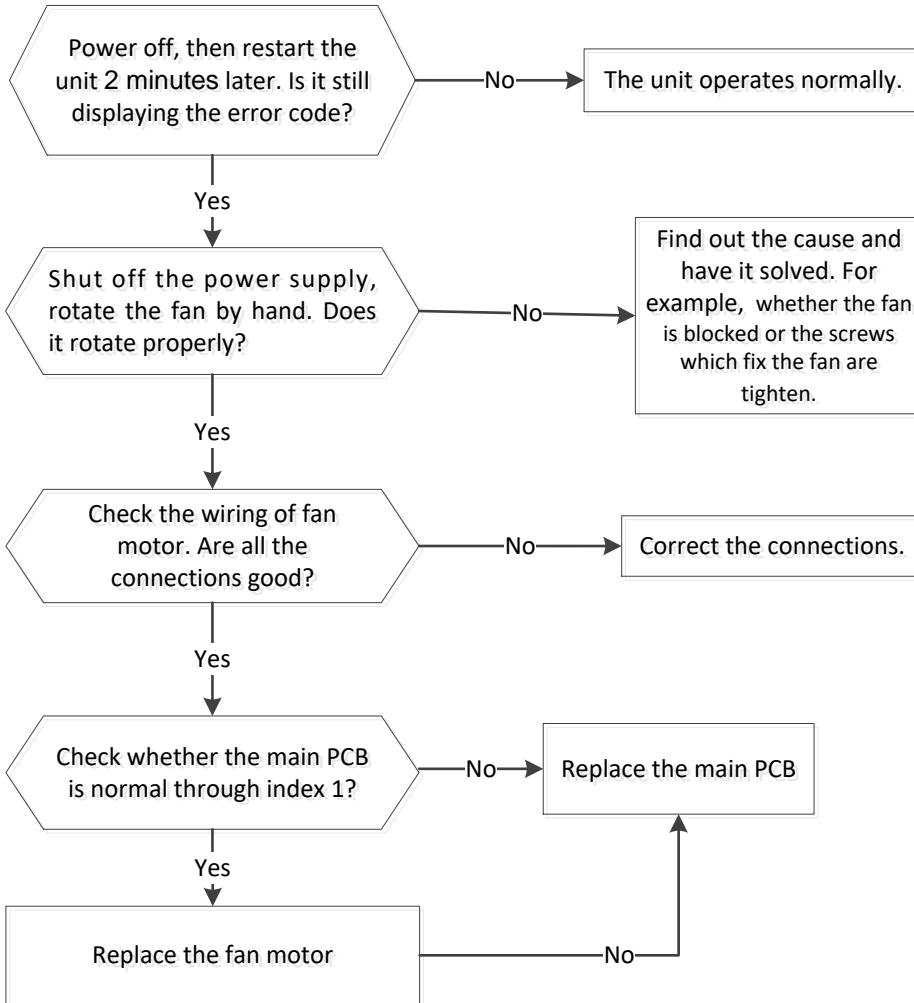 Power off, then restart the
unit 2 minutes later. Is it still
displaying the error code?
No
The unit operates normally.
Yes
Shut off the power supply,
rotate the fan by hand. Does
it rotate properly?
No
Find out the cause and
have it solved. For
example, whether the fan
is blocked or the screws
which fix the fan are
tighten.
Yes
Check the wiring of fan
motor. Are all the
connections good?
No
Correct the connections.
Yes
Check whether the main PCB
is normal through index 1?
No
Replace the main PCB
Yes
Replace the fan motor
No